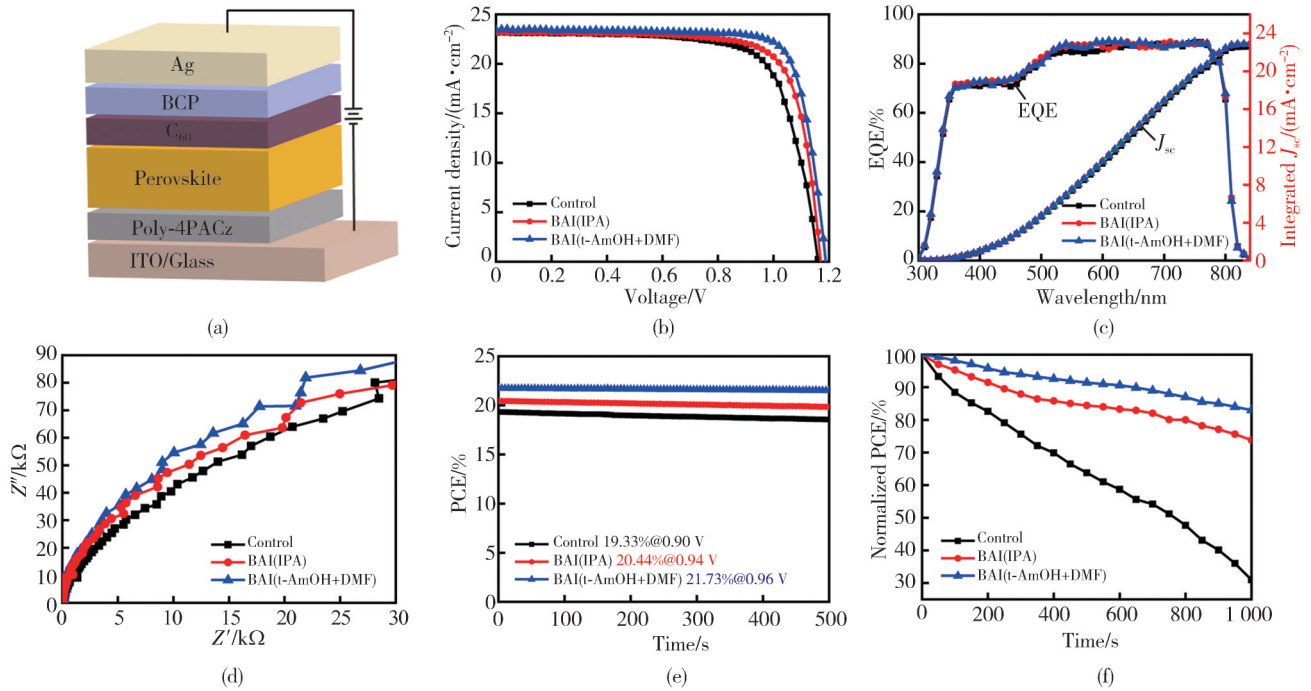 Ag
BCP
C₆₀
Perovskite
Poly-4PACz
ITO/Glass
(a)
25
20
15
10
5
0
Current density/(mA·cm⁻²)
Control
BAI(IPA)
BAI(t-AmOH+DMF)
0 0.2 0.4 0.6 0.8 1.0 1.2
Voltage/V
(b)
100
80
60
40
20
0
EQE/%
EQE
Jsc
Control
BAI(IPA)
BAI(t-AmOH+DMF)
24
20
16
12
8
4
0
Integrated Jsc/(mA·cm⁻²)
300 400 500 600 700 800
Wavelength/nm
(c)
90
80
70
60
50
40
30
20
10
0
Z″/kΩ
Control
BAI(IPA)
BAI(t-AmOH+DMF)
0 5 10 15 20 25 30
Z′/kΩ
(d)
25
20
15
10
5
0
PCE/%
Control 19.33%@0.90 V
BAI(IPA) 20.44%@0.94 V
BAI(t-AmOH+DMF) 21.73%@0.96 V
0 100 200 300 400 500
Time/s
(e)
100
90
80
70
60
50
40
30
Normalized PCE/%
Control
BAI(IPA)
BAI(t-AmOH+DMF)
0 200 400 600 800 1 000
Time/s
(f)